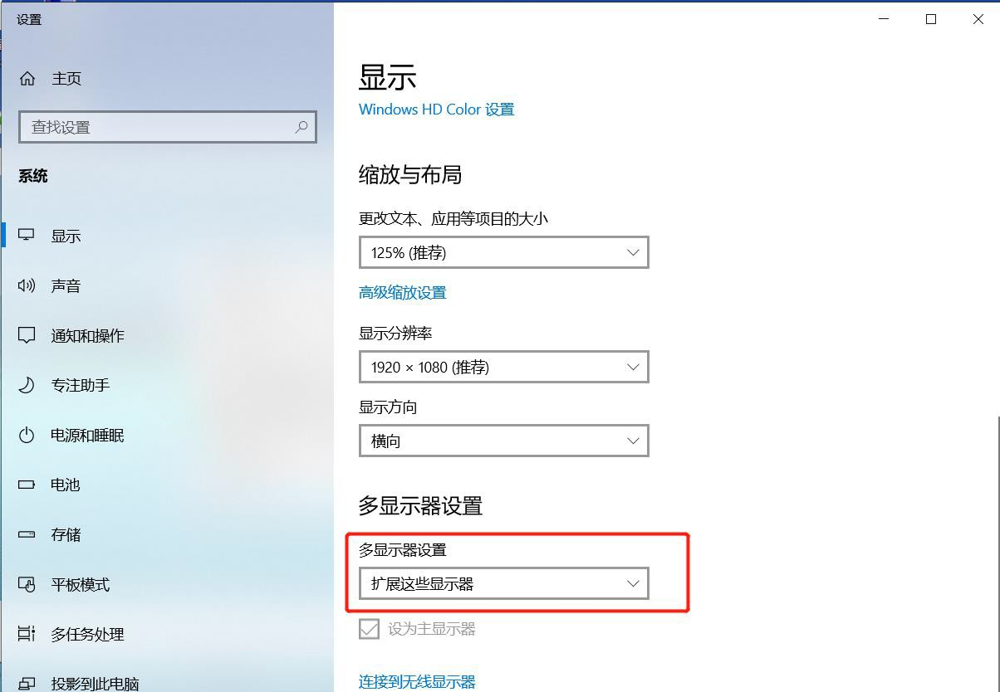 设置
主页
查找设置
系统
显示
声音
通知和操作
专注助手
电源和睡眠
电池
存储
平板模式
多任务处理
投影到此电脑
显示
Windows HD Color 设置
缩放与布局
更改文本、应用等项目的大小
125% (推荐)
高级缩放设置
显示分辨率
1920 × 1080 (推荐)
显示方向
横向
多显示器设置
多显示器设置
扩展这些显示器
设为主显示器
连接到无线显示器